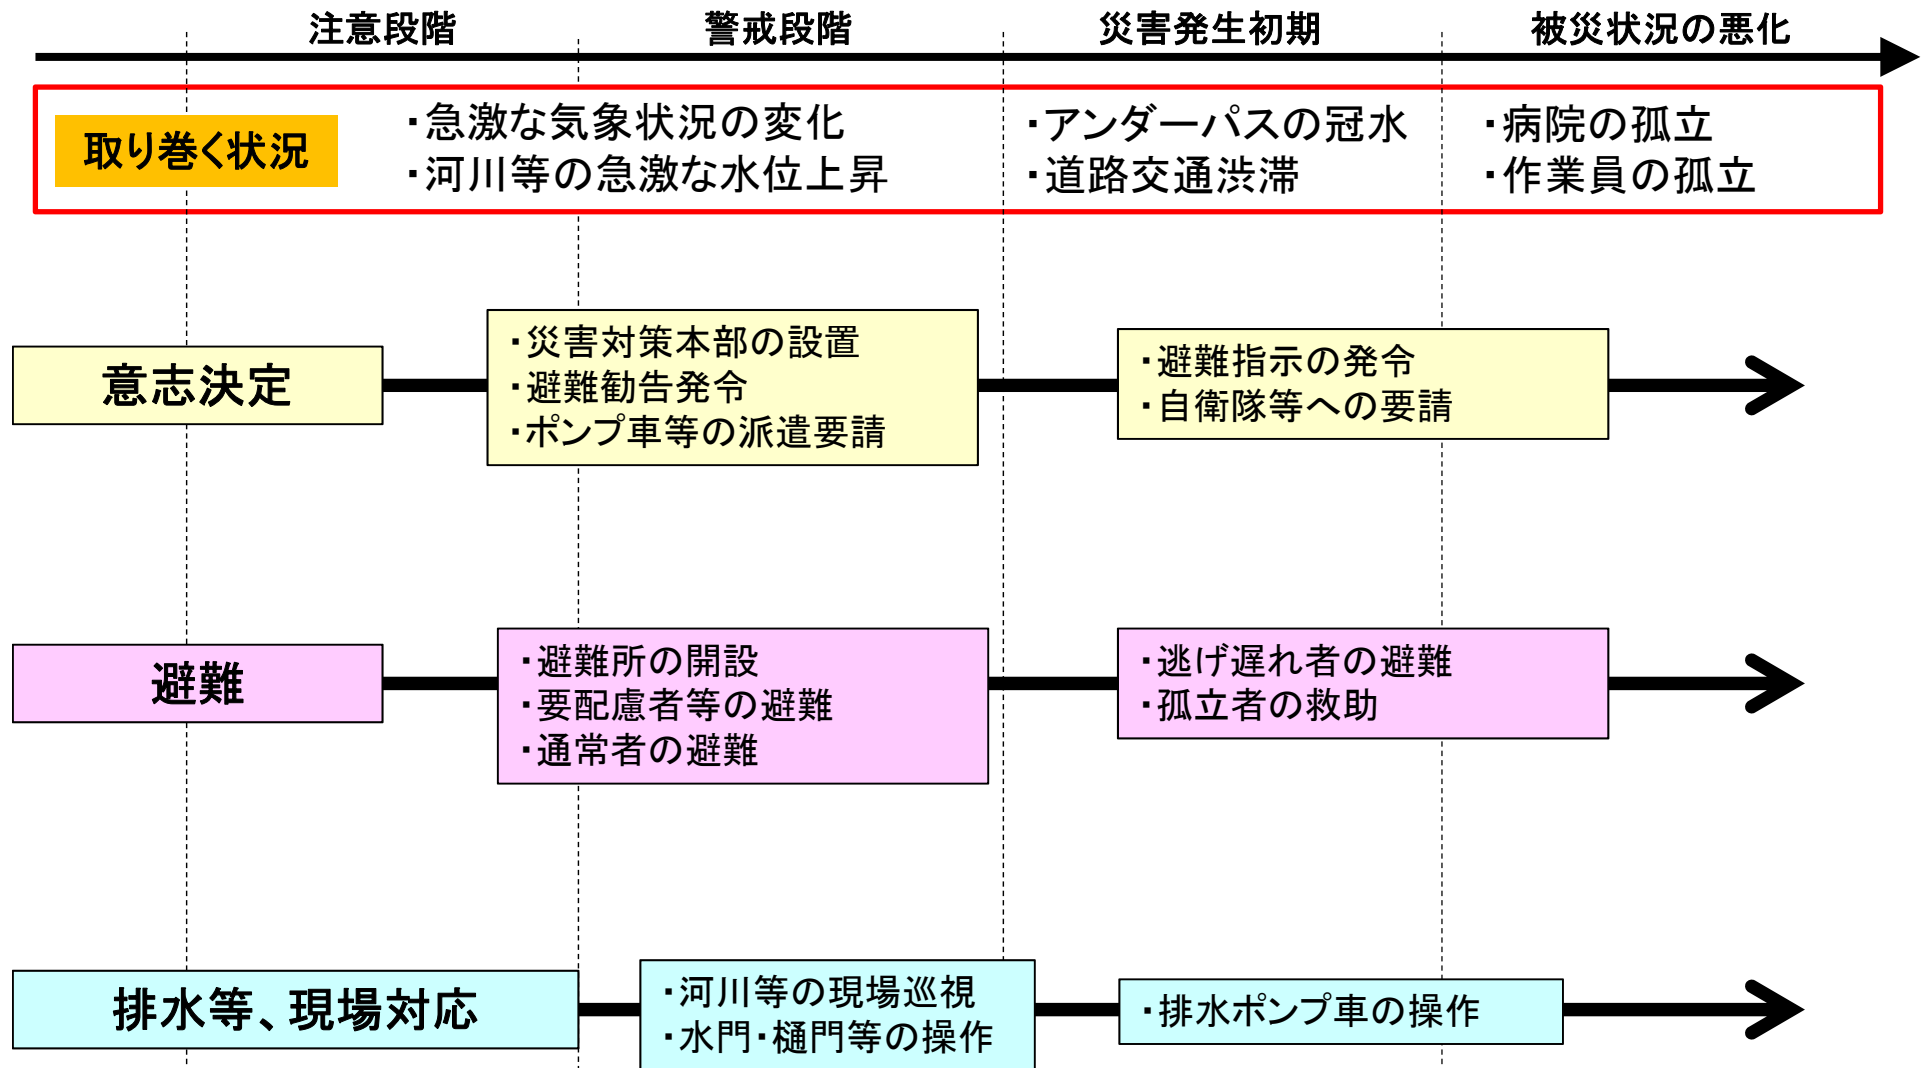 注意段階
警戒段階
災害発生初期
被災状況の悪化
取り巻く状況
・急激な気象状況の変化
・河川等の急激な水位上昇
・アンダーパスの冠水
・道路交通渋滞
・病院の孤立
・作業員の孤立
意志決定
・災害対策本部の設置
・避難勧告発令
・ポンプ車等の派遣要請
・避難指示の発令
・自衛隊等への要請
避難
・避難所の開設
・要配慮者等の避難
・通常者の避難
・逃げ遅れ者の避難
・孤立者の救助
排水等、現場対応
・河川等の現場巡視
・水門・樋門等の操作
・排水ポンプ車の操作